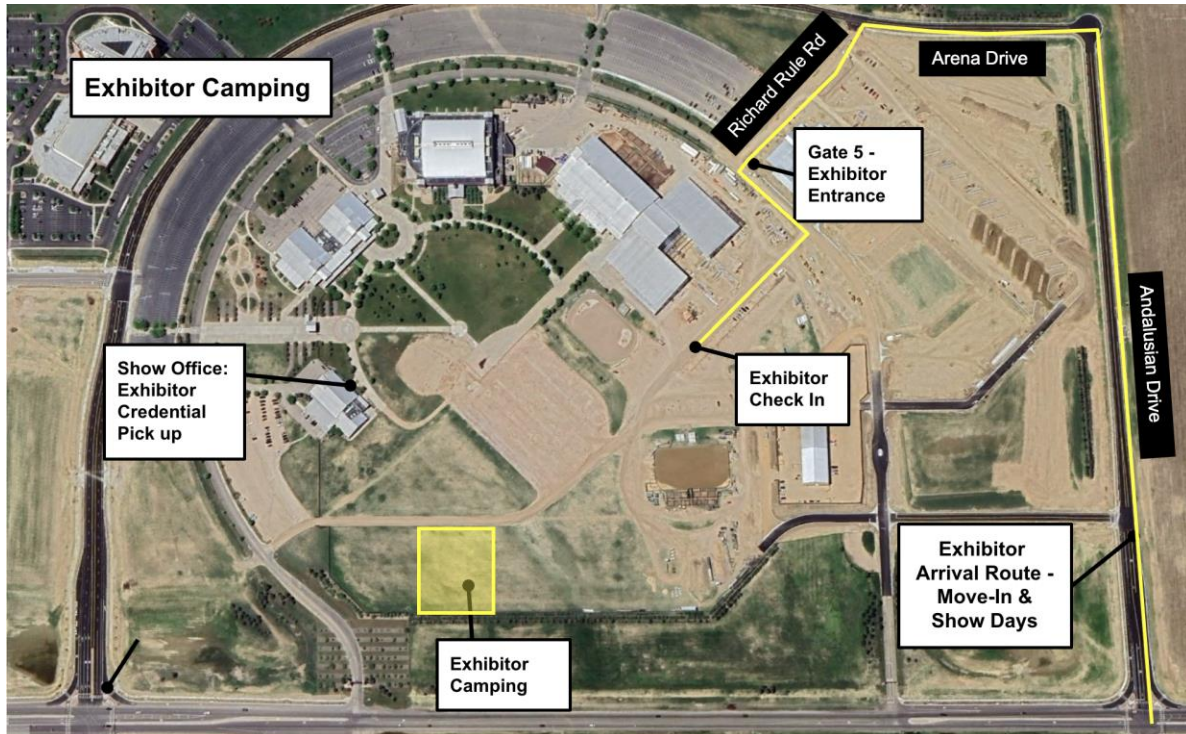 Exhibitor Camping
Richard Rule Rd
Arena Drive
Gate 5 -
Exhibitor
Entrance
Andalusian Drive
Show Office:
Exhibitor
Credential
Pick up
Exhibitor
Check In
Exhibitor
Arrival Route -
Move-In &
Show Days
Exhibitor
Camping